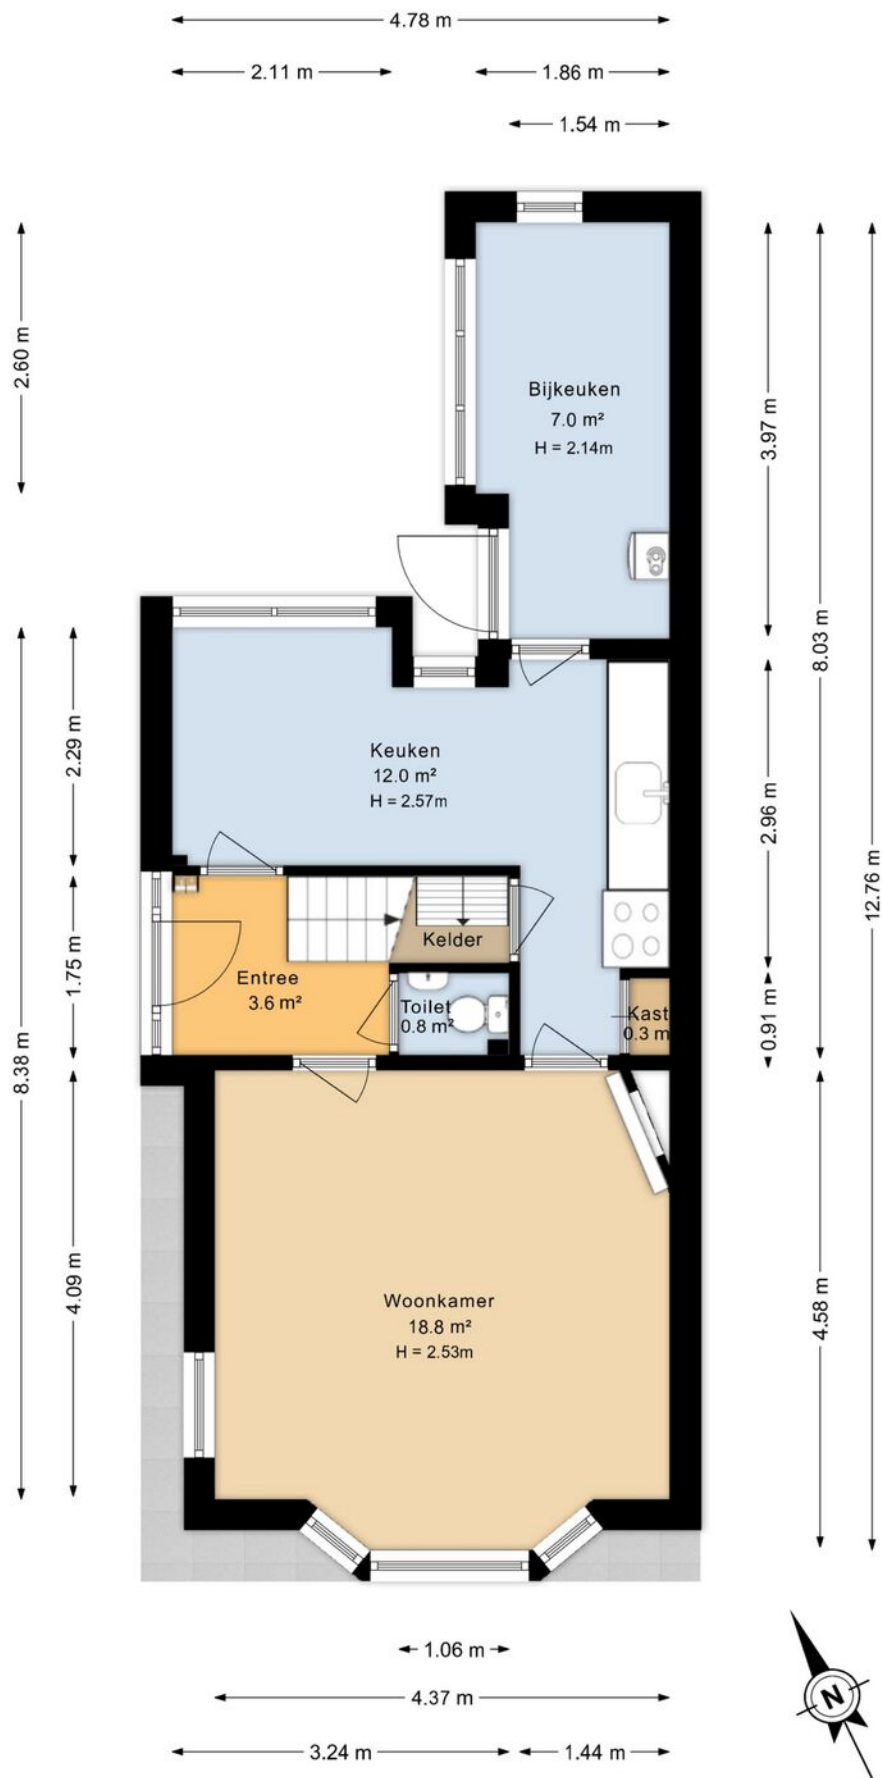 4.78 m
2.11 m
1.86 m
1.54 m
2.60 m
Bijkeuken
7.0 m²
H = 2.14m
3.97 m
8.03 m
12.76 m
2.29 m
Keuken
12.0 m²
H = 2.57m
2.96 m
1.75 m
Kelder
Entree
3.6 m²
Toilet
0.8 m²
Kast
0.3 m
0.91 m
8.38 m
4.09 m
Woonkamer
18.8 m²
H = 2.53m
4.58 m
1.06 m
4.37 m
3.24 m
1.44 m
N